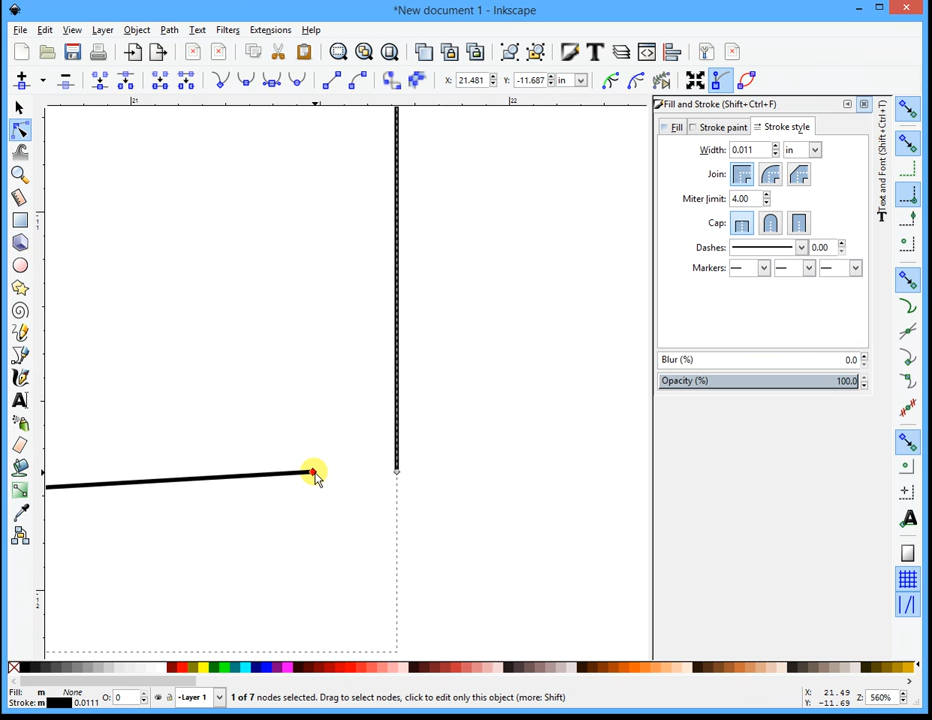 *New document 1 - Inkscape
File Edit View Layer Object Path Text Filters Extensions Help
X: 21.481 Y: -11.687 in
21 22
Fill and Stroke (Shift+Ctrl+F)
Fill Stroke paint Stroke style
Width: 0.011 in
Join:
Miter limit: 4.00
Cap:
Dashes: 0.00
Markers:
Blur (%) 0.0
Opacity (%) 100.0
Text and Font (Shift+Ctrl+T)
Fill: m None
Stroke: m 0.0111
O: 0
Layer 1
1 of 7 nodes selected. Drag to select nodes, click to edit only this object (more: Shift)
X: 21.49
Y: -11.69
Z: 560%